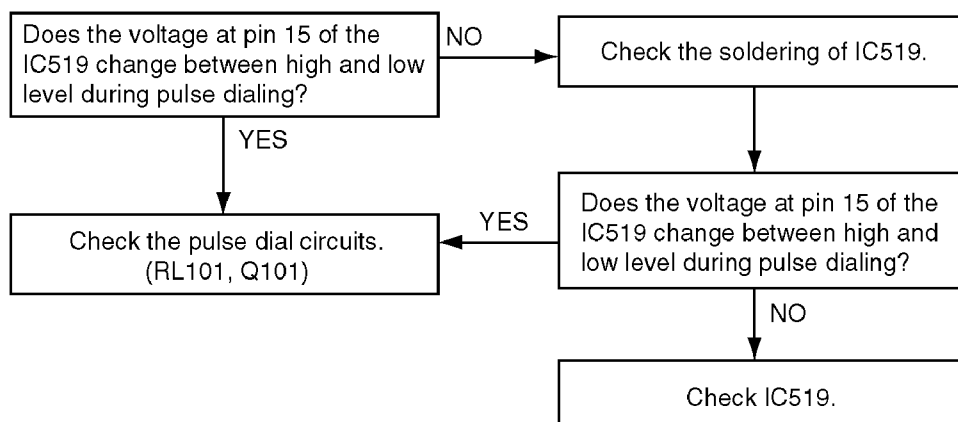 Does the voltage at pin 15 of the
IC519 change between high and low
level during pulse dialing?
NO
Check the soldering of IC519.
YES
Does the voltage at pin 15 of the
IC519 change between high and
low level during pulse dialing?
YES
Check the pulse dial circuits.
(RL101, Q101)
NO
Check IC519.